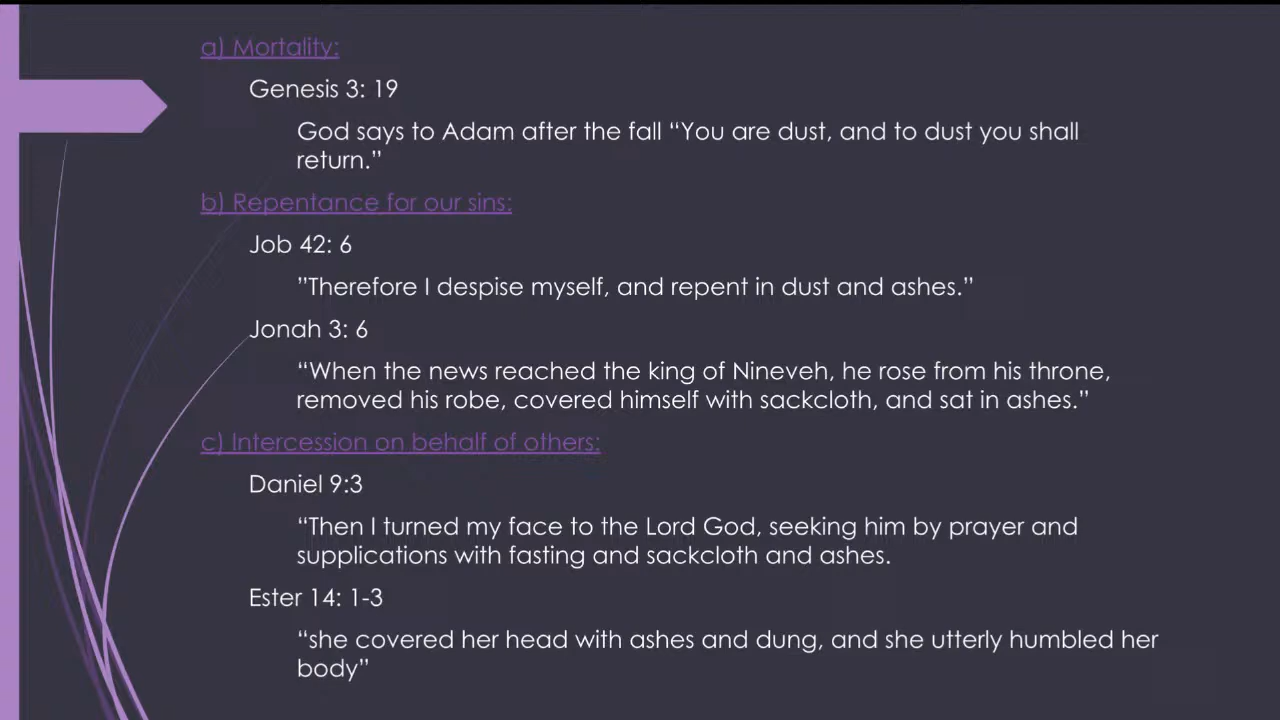 a) Mortality:
Genesis 3: 19
God says to Adam after the fall “You are dust, and to dust you shall
return.”
b) Repentance for our sins:
Job 42: 6
”Therefore I despise myself, and repent in dust and ashes.”
Jonah 3: 6
“When the news reached the king of Nineveh, he rose from his throne,
removed his robe, covered himself with sackcloth, and sat in ashes.”
c) Intercession on behalf of others:
Daniel 9:3
“Then I turned my face to the Lord God, seeking him by prayer and
supplications with fasting and sackcloth and ashes.
Ester 14: 1-3
“she covered her head with ashes and dung, and she utterly humbled her
body”